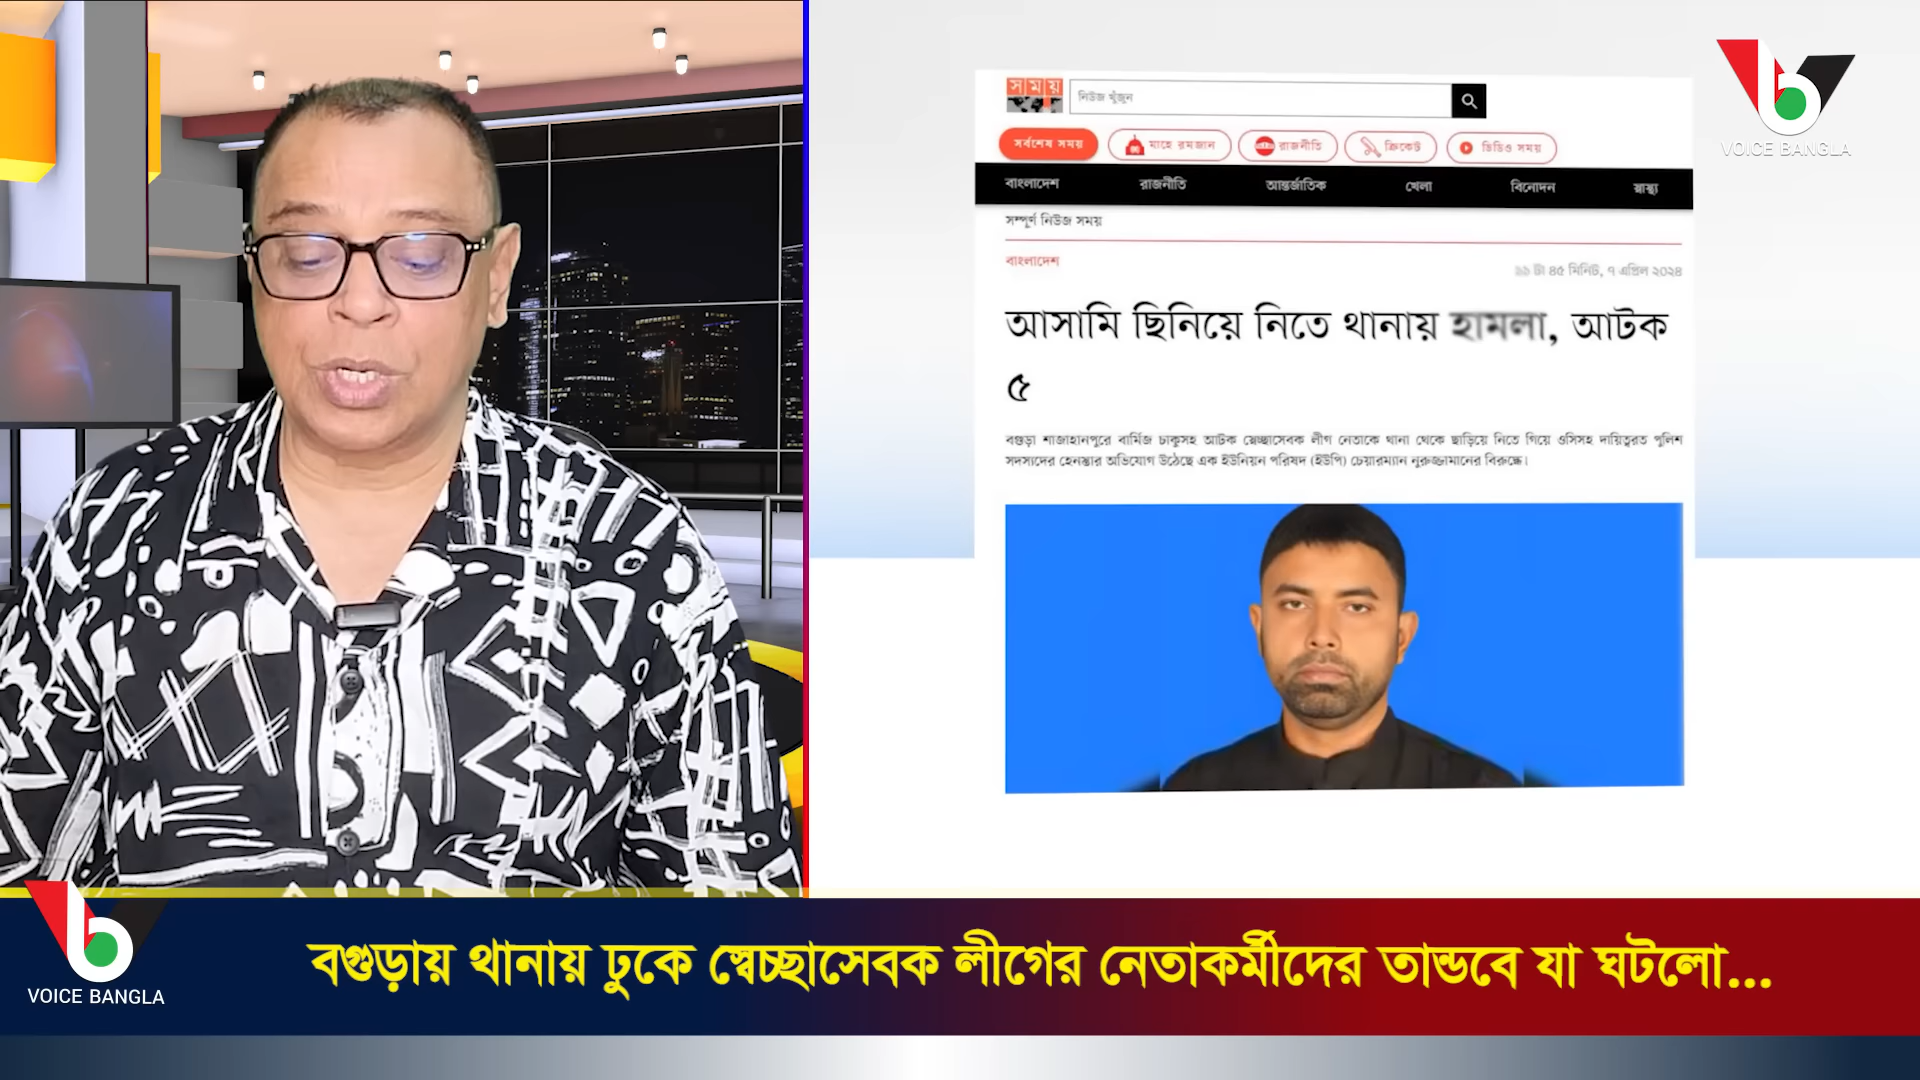 সময়
নিউজ খুঁজুন
সর্বশেষ সময়
মাহে রমজান
রাজনীতি
ক্রিকেট
ভিডিও সময়
VOICE BANGLA
বাংলাদেশ রাজনীতি আন্তর্জাতিক খেলা বিনোদন স্বাস্থ্য
সম্পূর্ণ নিউজ সময়
বাংলাদেশ
১১ টা ৪৫ মিনিট, ৭ এপ্রিল ২০২৪
আসামি ছিনিয়ে নিতে থানায় হামলা, আটক
৫
বগুড়া শাজাহানপুরে বার্মিজ চাকুসহ আটক স্বেচ্ছাসেবক লীগ নেতাকে থানা থেকে ছাড়িয়ে নিতে গিয়ে ওসিসহ দায়িত্বরত পুলিশ
সদস্যদের হেনস্তার অভিযোগ উঠেছে এক ইউনিয়ন পরিষদ (ইউপি) চেয়ারম্যান নুরুজ্জামানের বিরুদ্ধে।
বগুড়ায় থানায় ঢুকে স্বেচ্ছাসেবক লীগের নেতাকর্মীদের তান্ডবে যা ঘটলো...
VOICE BANGLA